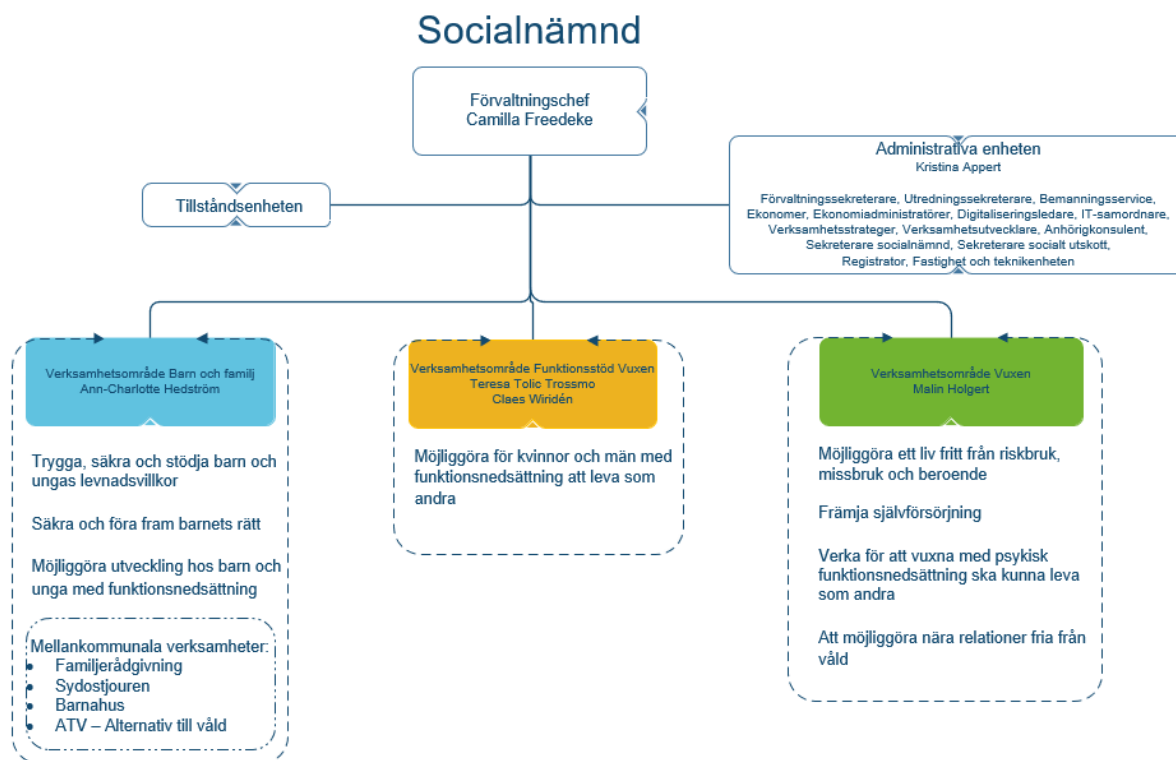 Socialnämnd
Förvaltningschef
Camilla Freedeke
Tillståndsenheten
Administrativa enheten
Kristina Appert
Förvaltningssekreterare, Utredningssekreterare, Bemanningsservice,
Ekonomer, Ekonomiadministratörer, Digitaliseringsledare, IT-samordnare,
Verksamhetsstrateger, Verksamhetsutvecklare, Anhörigkonsulent,
Sekreterare socialnämnd, Sekreterare socialt utskott,
Registrator, Fastighet och teknikenheten
Verksamhetsområde Barn och familj
Ann-Charlotte Hedström
Trygga, säkra och stödja barn och
ungas levnadsvillkor
Säkra och föra fram barnets rätt
Möjliggöra utveckling hos barn och
unga med funktionsnedsättning
Mellankommunala verksamheter:
• Familjerådgivning
• Sydostjouren
• Barnahus
• ATV – Alternativ till våld
Verksamhetsområde Funktionsstöd Vuxen
Teresa Tolic Trossmo
Claes Wiridén
Möjliggöra för kvinnor och män med
funktionsnedsättning att leva som
andra
Verksamhetsområde Vuxen
Malin Holgert
Möjliggöra ett liv fritt från riskbruk,
missbruk och beroende
Främja självförsörjning
Verka för att vuxna med psykisk
funktionsnedsättning ska kunna leva
som andra
Att möjliggöra nära relationer fria från
våld